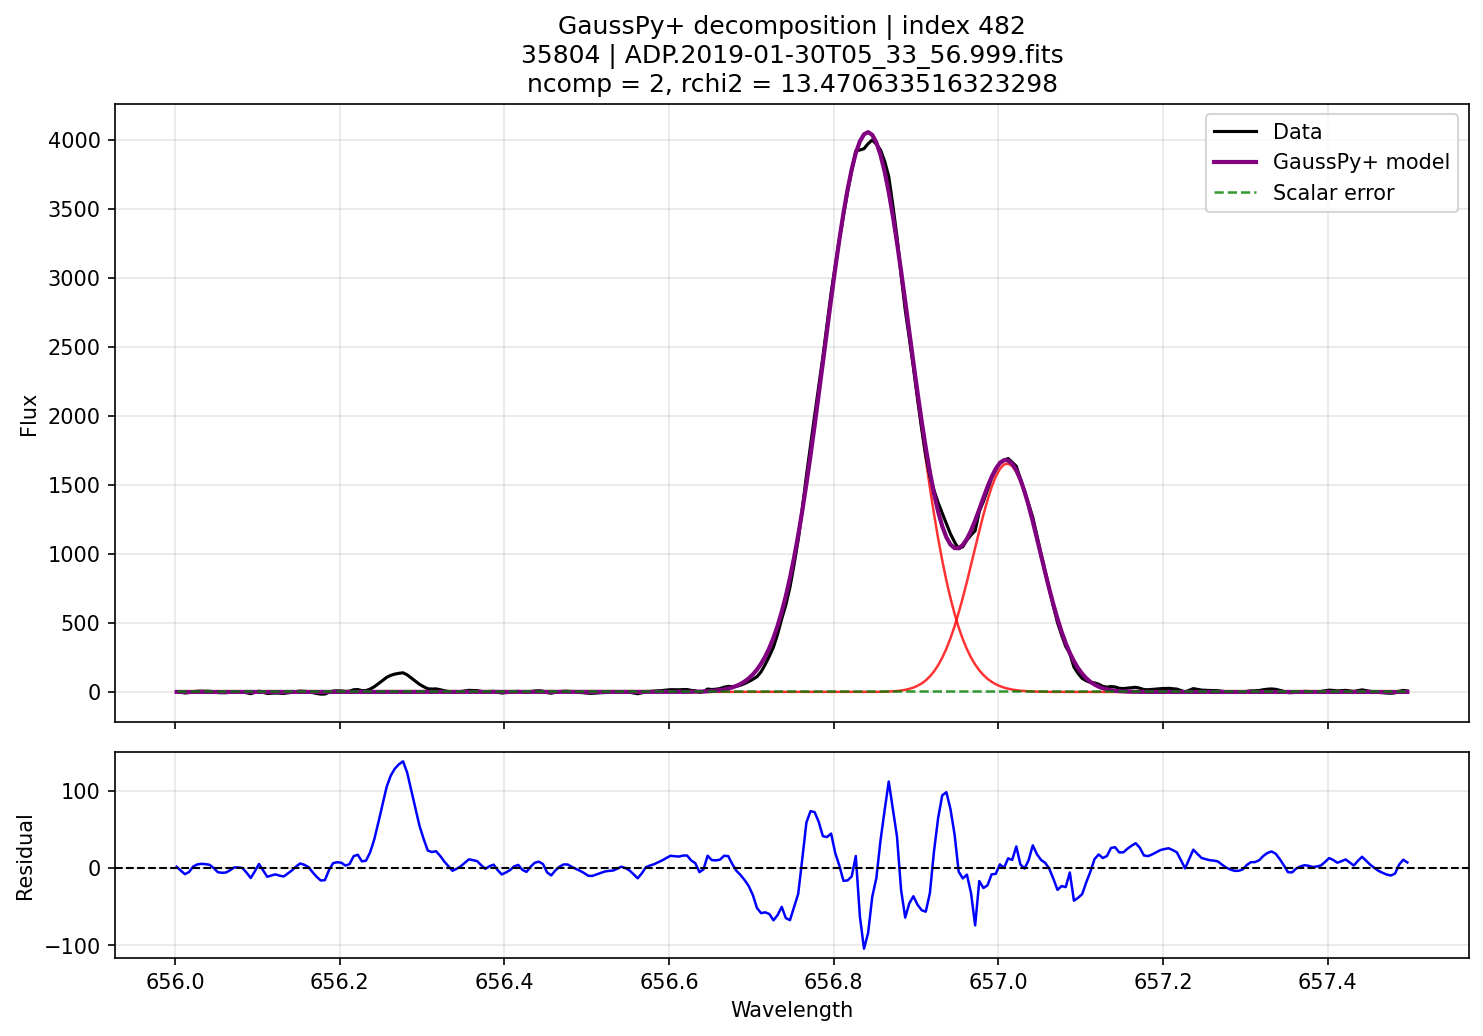 GaussPy+ decomposition | index 482
35804 | ADP.2019-01-30T05_33_56.999.fits
ncomp = 2, rchi2 = 13.470633516323298
Data
GaussPy+ model
Scalar error
4000
3500
3000
2500
2000
1500
1000
500
0
Flux
100
0
−100
Residual
656.0 656.2 656.4 656.6 656.8 657.0 657.2 657.4
Wavelength